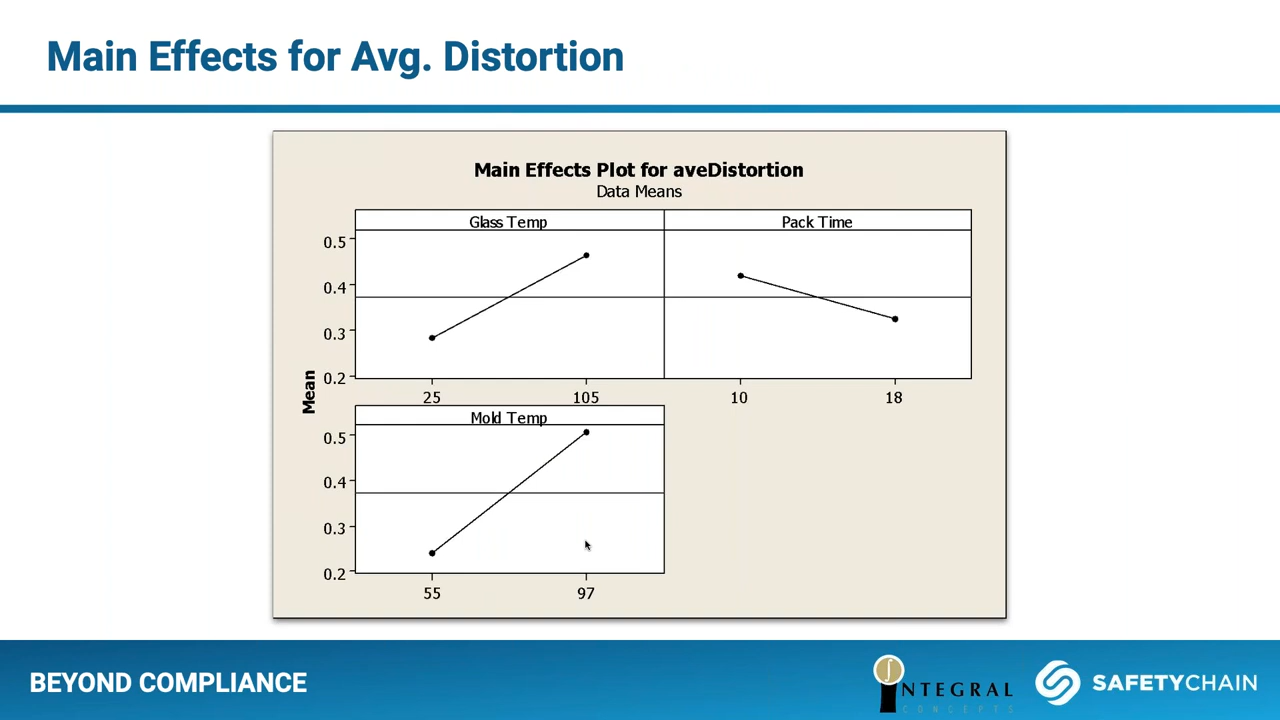 Main Effects for Avg. Distortion
Main Effects Plot for aveDistortion
Data Means
Glass Temp
Pack Time
0.5
0.4
0.3
0.2
25
105
10
18
Mean
Mold Temp
0.5
0.4
0.3
0.2
55
97
BEYOND COMPLIANCE
INTEGRAL
CONCEPTS
SAFETYCHAIN